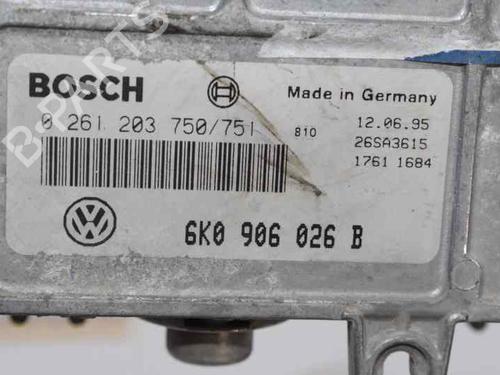 BOSCH
Made in Germany
0 261 203 750/751
810
12.06.95
26SA3615
1761 1684
6K0 906 026 B
B-PARTS